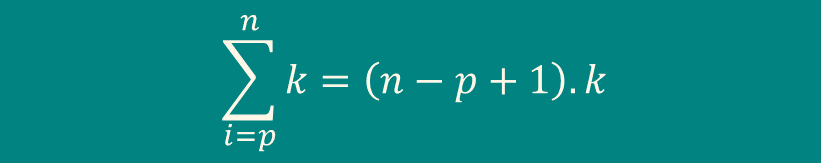 n
∑ k = (n − p + 1). k
i=p